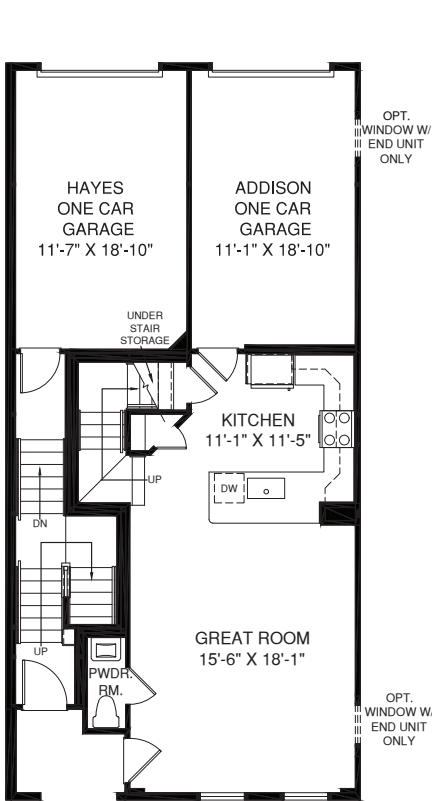 OPT.
WINDOW W/
END UNIT
ONLY
HAYES
ONE CAR
GARAGE
11'-7" X 18'-10"
ADDISON
ONE CAR
GARAGE
11'-1" X 18'-10"
UNDER
STAIR
STORAGE
KITCHEN
11'-1" X 11'-5"
UP
DW
DN
UP
GREAT ROOM
15'-6" X 18'-1"
PWDR.
RM.
OPT.
WINDOW W/
END UNIT
ONLY